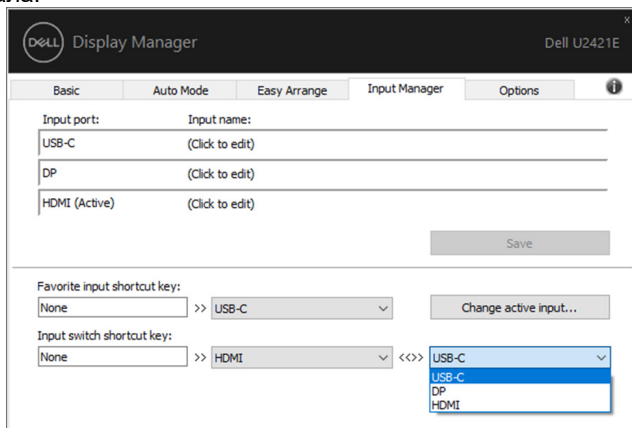 DELL Display Manager Dell U2421E x
Basic Auto Mode Easy Arrange Input Manager Options i
Input port: Input name:
USB-C (Click to edit)
DP (Click to edit)
HDMI (Active) (Click to edit)
Save
Favorite input shortcut key:
None >> USB-C Change active input...
Input switch shortcut key:
None >> HDMI <<>> USB-C
USB-C
DP
HDMI